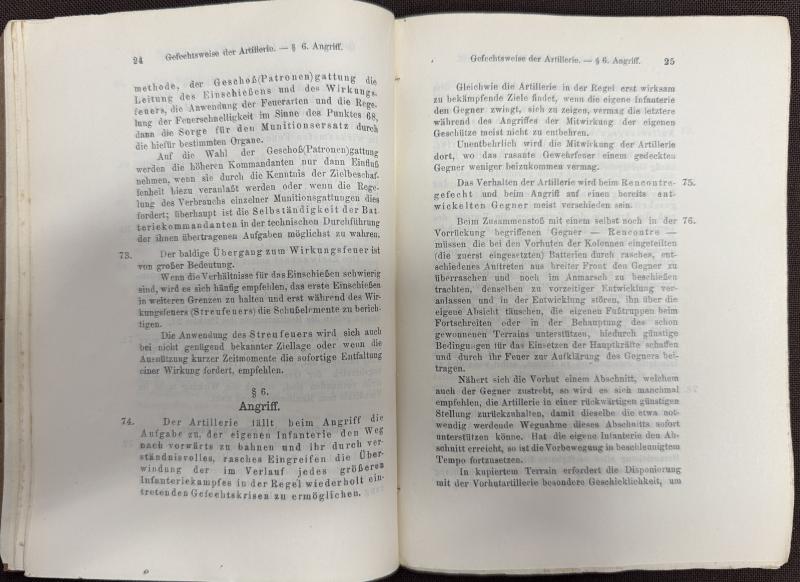 24 Gefechtsweise der Artillerie. — § 6. Angriff.
methode, der Geschoß(Patronen)gattung die
Leitung des Einschießens und des Wirkungs-
feuers, die Anwendung der Feuerarten und die Rege-
lung der Feuerschnelligkeit im Sinne des Punktes 68,
dann die Sorge für den Munitionsersatz durch
die hiefür bestimmten Organe.
Auf die Wahl der Geschoß(Patronen)gattung
werden die höheren Kommandanten nur dann Einfluß
nehmen, wenn sie durch die Kenntnis der Zielbeschaf-
fenheit hiezu veranlaßt werden oder wenn die Rege-
lung des Verbrauchs einzelner Munitionsgattungen dies
fordert; überhaupt ist die Selbständigkeit der Bat-
teriekommandanten in der technischen Durchführung
der ihnen übertragenen Aufgaben möglichst zu wahren.
73. Der baldige Übergang zum Wirkungsfeuer ist
von großer Bedeutung.
Wenn die Verhältnisse für das Einschießen schwierig
sind, wird es sich häufig empfehlen, das erste Einschießen
in weiteren Grenzen zu halten und erst während des Wir-
kungsfeuers (Streufeuers) die Schußelemente zu berich-
tigen.
Die Anwendung des Streufeuers wird sich auch
bei nicht genügend bekannter Ziellage oder wenn die
Ausnützung kurzer Zeitmomente die sofortige Entfaltung
einer Wirkung fordert, empfehlen.
§ 6.
Angriff.
74. Der Artillerie fällt beim Angriff die
Aufgabe zu, der eigenen Infanterie den Weg
nach vorwärts zu bahnen und ihr durch ver-
ständnisvolles, rasches Eingreifen die Über-
windung der im Verlauf jedes größeren
Infanteriekampfes in der Regel wiederholt ein-
tretenden Gefechtskrisen zu ermöglichen.
Gefechtsweise der Artillerie. — § 6. Angriff. 25
Gleichwie die Artillerie in der Regel erst wirksam
zu bekämpfende Ziele findet, wenn die eigene Infanterie
den Gegner zwingt, sich zu zeigen, vermag die letztere
während des Angriffes der Mitwirkung der eigenen
Geschütze meist nicht zu entbehren.
Unentbehrlich wird die Mitwirkung der Artillerie
dort, wo das rasante Gewehrfeuer einem gedeckten
Gegner weniger beizukommen vermag.
Das Verhalten der Artillerie wird beim Rencontre- 75.
gefecht und beim Angriff auf einen bereits ent-
wickelten Gegner meist verschieden sein.
Beim Zusammenstoß mit einem selbst noch in der 76.
Vorrückung begriffenen Gegner — Rencontre —
müssen die bei den Vorhuten der Kolonnen eingeteilten
(die zuerst eingesetzten) Batterien durch rasches, ent-
schiedenes Auftreten aus breiter Front den Gegner zu
überraschen und noch im Anmarsch zu beschießen
trachten, denselben zu vorzeitiger Entwicklung ver-
anlassen und in der Entwicklung stören, ihn über die
eigene Absicht täuschen, die eigenen Fußtruppen beim
Fortschreiten oder in der Behauptung des schon
gewonnenen Terrains unterstützen, hiedurch günstige
Bedingungen für das Einsetzen der Hauptkräfte schaffen
und durch ihr Feuer zur Aufklärung des Gegners bei-
tragen.
Nähert sich die Vorhut einem Abschnitt, welchem
auch der Gegner zustrebt, so wird es sich manchmal
empfehlen, die Artillerie in einer rückwärtigen günstigen
Stellung zurückzuhalten, damit dieselbe die etwa not-
wendig werdende Wegnahme dieses Abschnitts sofort
unterstützen könne. Hat die eigene Infanterie den Ab-
schnitt erreicht, so ist die Vorbewegung in beschleunigtem
Tempo fortzusetzen.
In kupiertem Terrain erfordert die Disponierung
mit der Vorhutartillerie besondere Geschicklichkeit, um